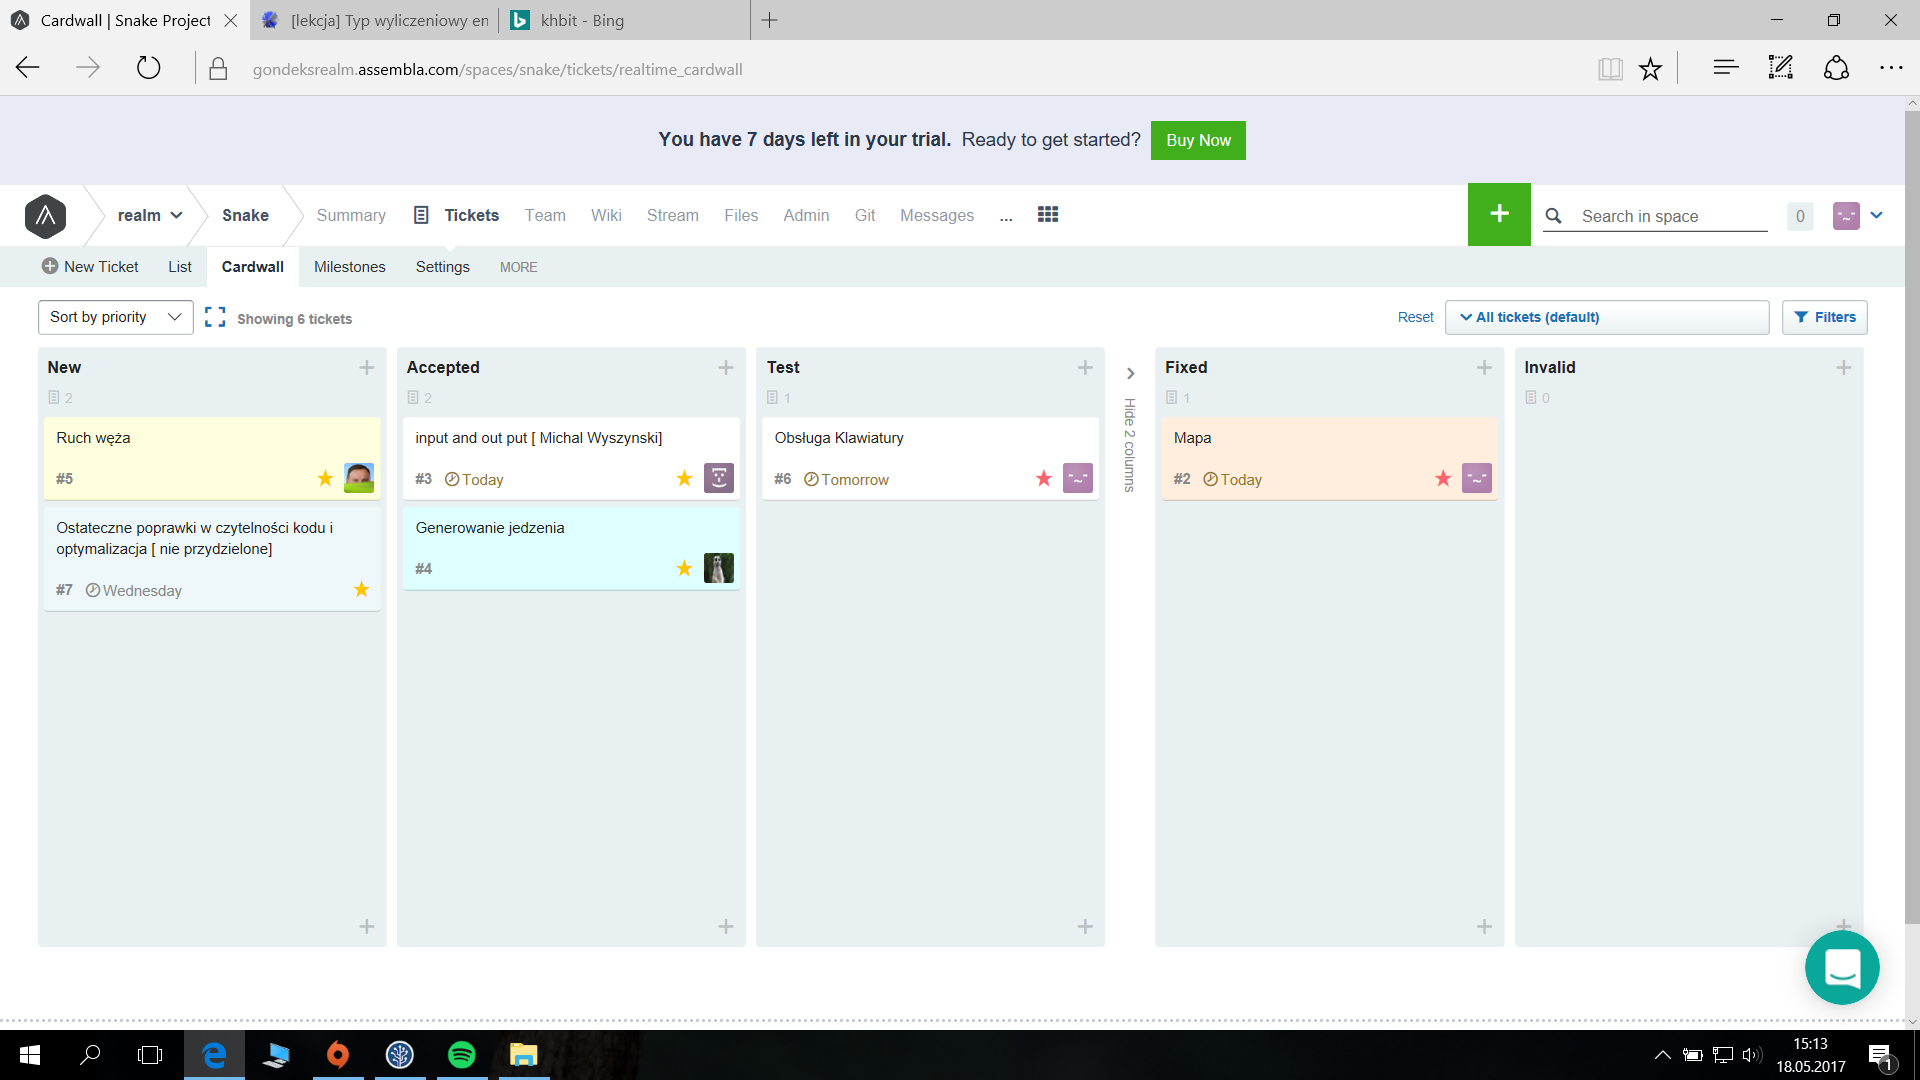 Cardwall | Snake Project
[lekcja] Typ wyliczeniowy en
khbit - Bing
gondeksrealm.assembla.com/spaces/snake/tickets/realtime_cardwall
You have 7 days left in your trial. Ready to get started? Buy Now
realm Snake Summary Tickets Team Wiki Stream Files Admin Git Messages ... + Search in space 0
New Ticket List Cardwall Milestones Settings MORE
Sort by priority Showing 6 tickets Reset All tickets (default) Filters
New
2
Ruch węża
#5
Ostateczne poprawki w czytelności kodu i
optymalizacja [ nie przydzielone]
#7 Wednesday
Accepted
2
input and out put [ Michal Wyszynski]
#3 Today
Generowanie jedzenia
#4
Test
1
Obsługa Klawiatury
#6 Tomorrow
Hide 2 columns
Fixed
1
Mapa
#2 Today
Invalid
0
15:13
18.05.2017
1